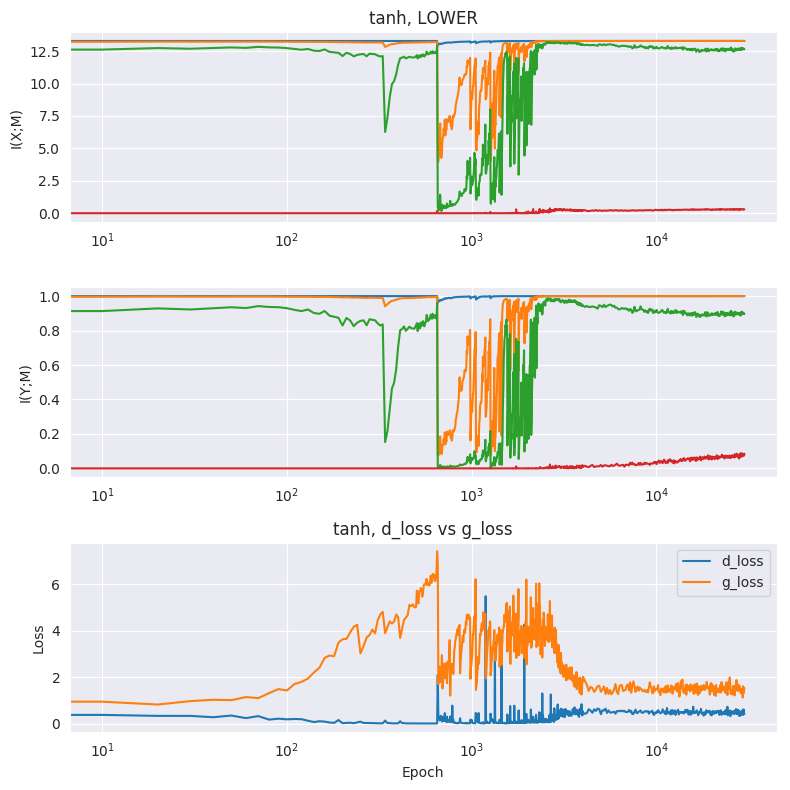 tanh, LOWER
I(X;M)
12.5
10.0
7.5
5.0
2.5
0.0
10¹ 10² 10³ 10⁴
I(Y;M)
1.0
0.8
0.6
0.4
0.2
0.0
10¹ 10² 10³ 10⁴
tanh, d_loss vs g_loss
d_loss
g_loss
Loss
6
4
2
0
10¹ 10² 10³ 10⁴
Epoch